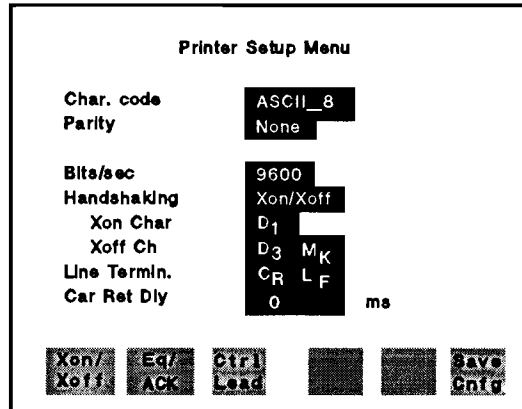 Printer Setup Menu
Char. code ASCII_8
Parity None
Bits/sec 9600
Handshaking Xon/Xoff
Xon Char D1
Xoff Ch D3 MK
Line Termin. CR LF
Car Ret Dly 0 ms
Xon/ Eq/ Ctrl Save
Xoff ACK Lead Cnfg